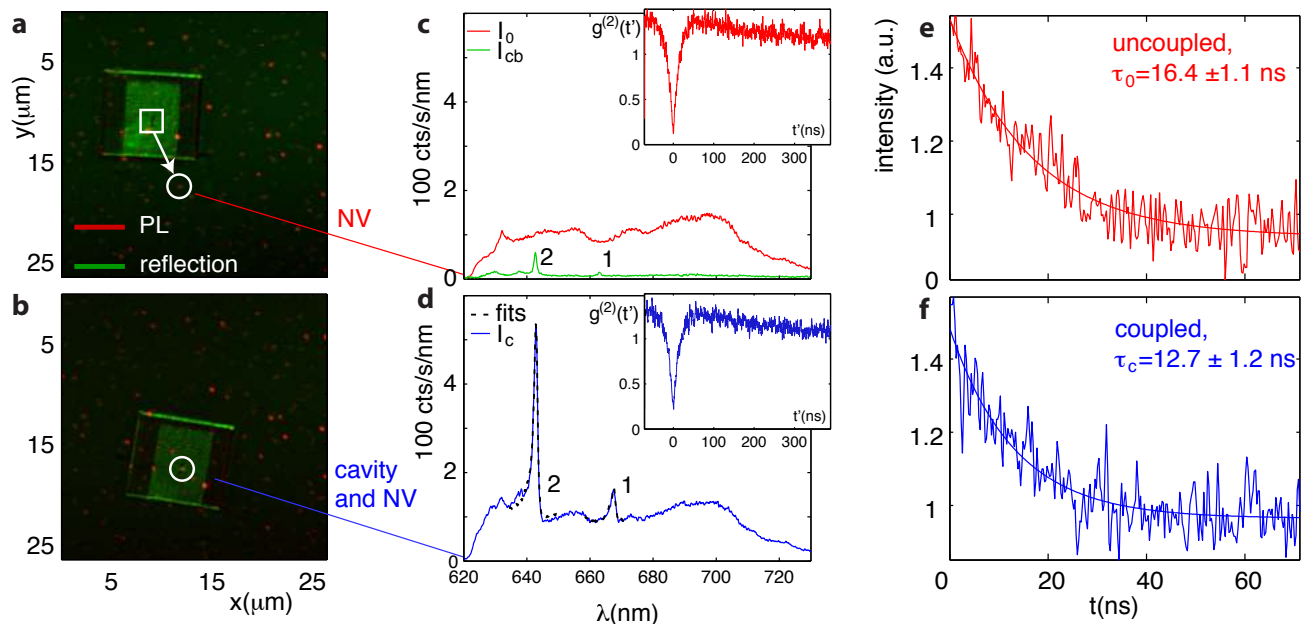 a
5
15
25
y(μm)
PL
reflection
b
5
15
25
5
15
25
x(μm)
NV
cavity
and NV
c
I0
Icb
100 cts/s/nm
4
2
0
2
1
g(2)(t')
1
0.5
0
t'(ns)
0
100
200
300
d
fits
Ic
100 cts/s/nm
4
2
0
2
1
g(2)(t')
1
0.5
0
t'(ns)
0
100
200
300
620
640
660
680
700
720
λ(nm)
e
uncoupled,
τ0=16.4 ±1.1 ns
intensity (a.u.)
1.4
1.2
1
0
f
coupled,
τc=12.7 ± 1.2 ns
1.4
1.2
1.0
0
20
40
60
t(ns)